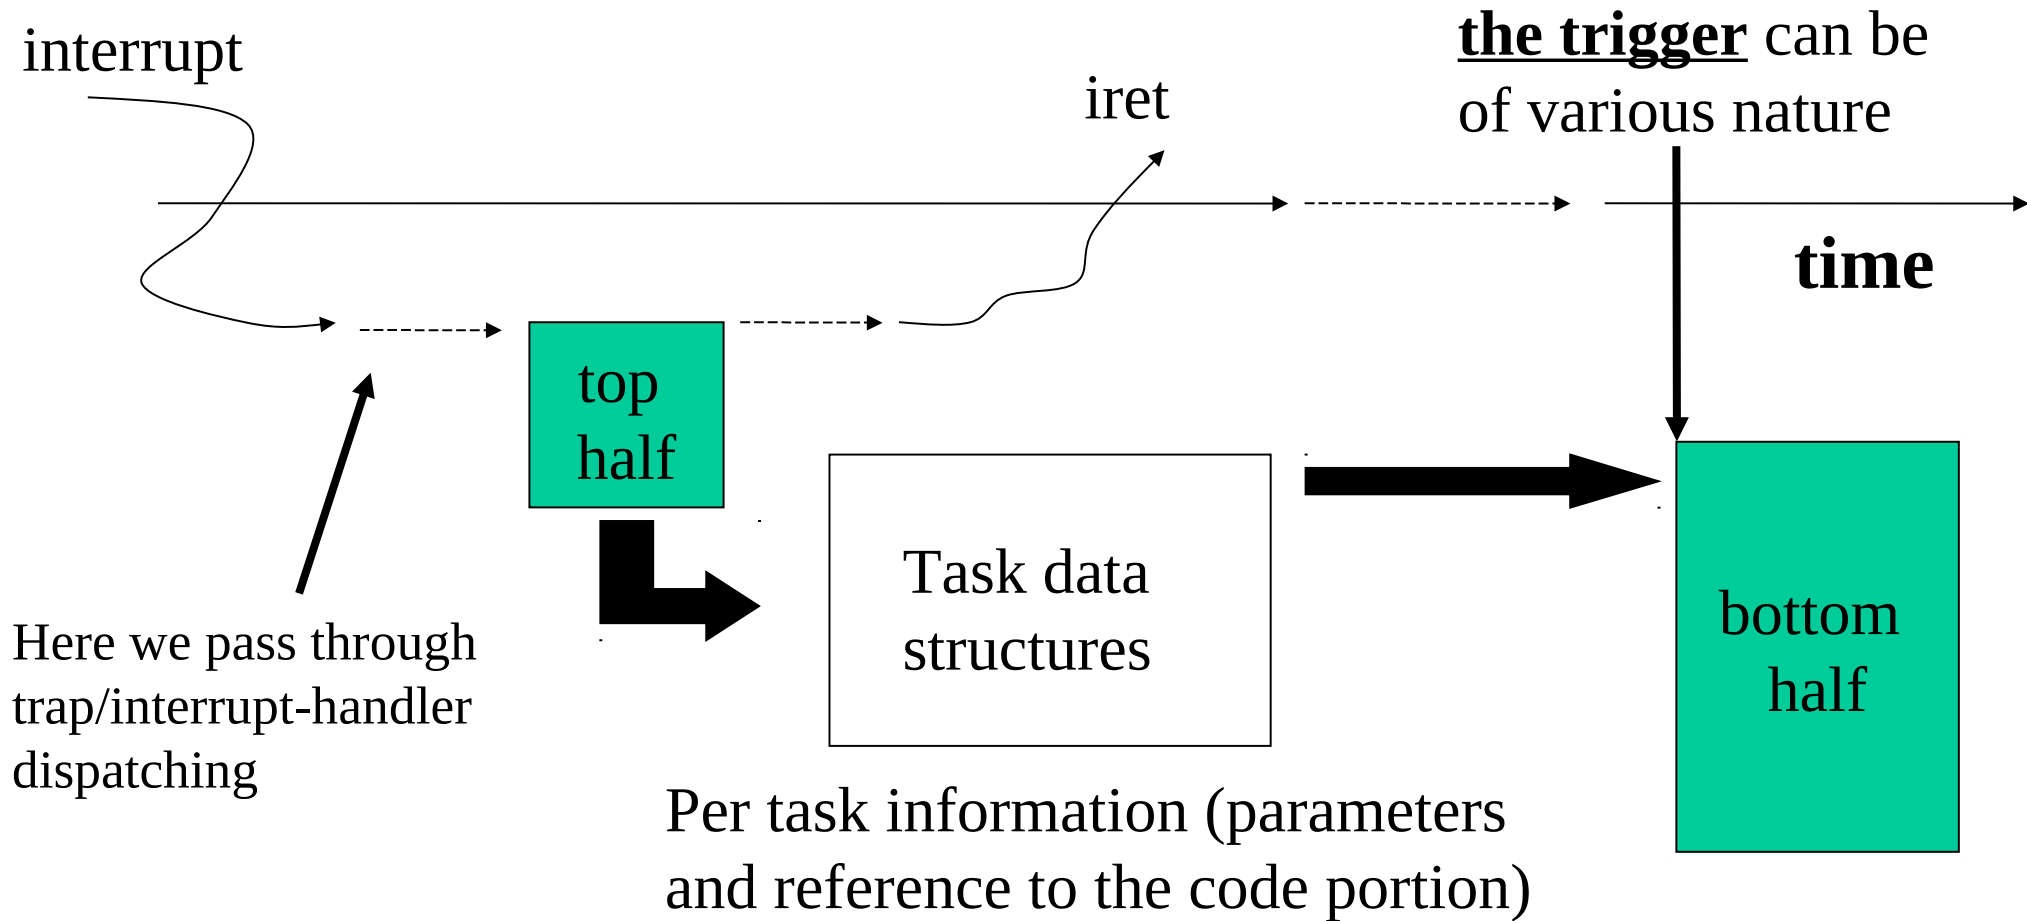 interrupt
iret
the trigger can be
of various nature
time
top
half
Task data
structures
bottom
half
Here we pass through
trap/interrupt-handler
dispatching
Per task information (parameters
and reference to the code portion)